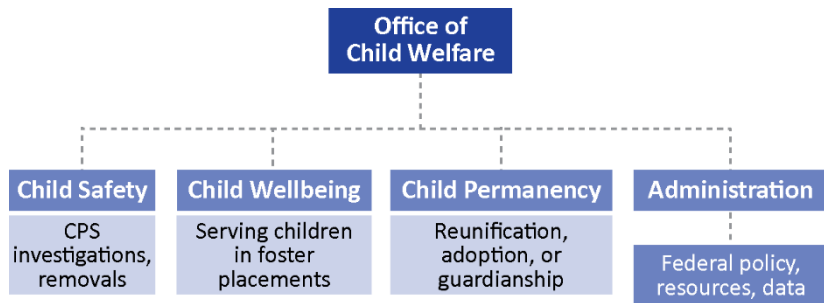 Office of
Child Welfare
Child Safety
CPS
investigations,
removals
Child Wellbeing
Serving children
in foster
placements
Child Permanency
Reunification,
adoption, or
guardianship
Administration
Federal policy,
resources, data